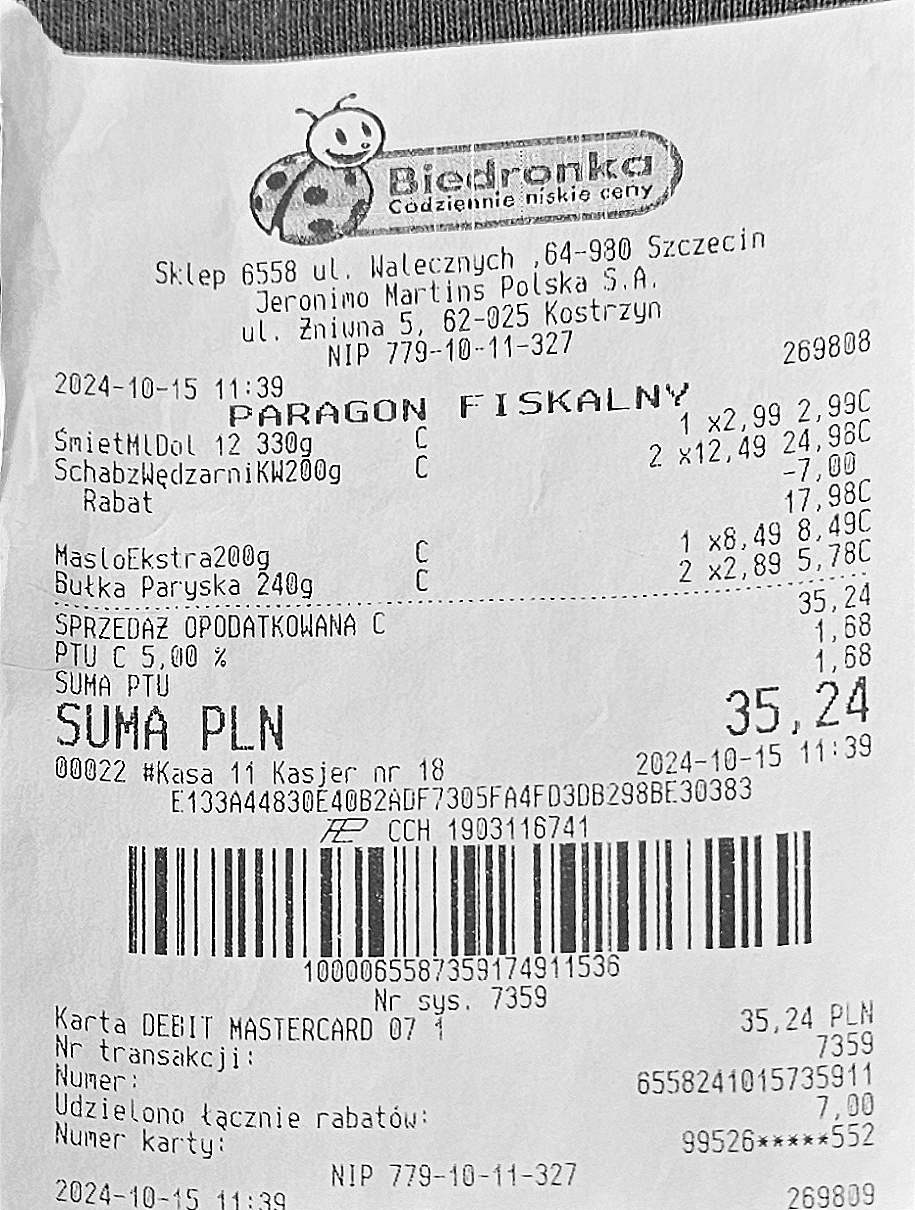 Biedronka
Codziennie niskie ceny
Sklep 6558 ul. Walecznych ,64-980 Szczecin
Jeronimo Martins Polska S.A.
ul. Żniwna 5, 62-025 Kostrzyn
NIP 779-10-11-327
2024-10-15 11:39 269808
PARAGON FISKALNY
ŚmietMlDol 12 330g C 1 x2,99 2,99C
SchabzWędzarniKW200g C 2 x12,49 24,98C
Rabat -7,00
17,98C
MasloEkstra200g C 1 x8,49 8,49C
Bułka Paryska 240g C 2 x2,89 5,78C
SPRZEDAŻ OPODATKOWANA C 35,24
PTU C 5,00 % 1,68
SUMA PTU 1,68
SUMA PLN 35,24
00022 #Kasa 11 Kasjer nr 18 2024-10-15 11:39
E133A44830E40B2ADF7305FA4FD3DB298BE30383
CCH 1903116741
1000065587359174911536
Nr sys. 7359
Karta DEBIT MASTERCARD 07 1 35,24 PLN
Nr transakcji: 7359
Numer: 6558241015735911
Udzielono łącznie rabatów: 7,00
Numer karty: 99526*****552
NIP 779-10-11-327
2024-10-15 11:39 269809